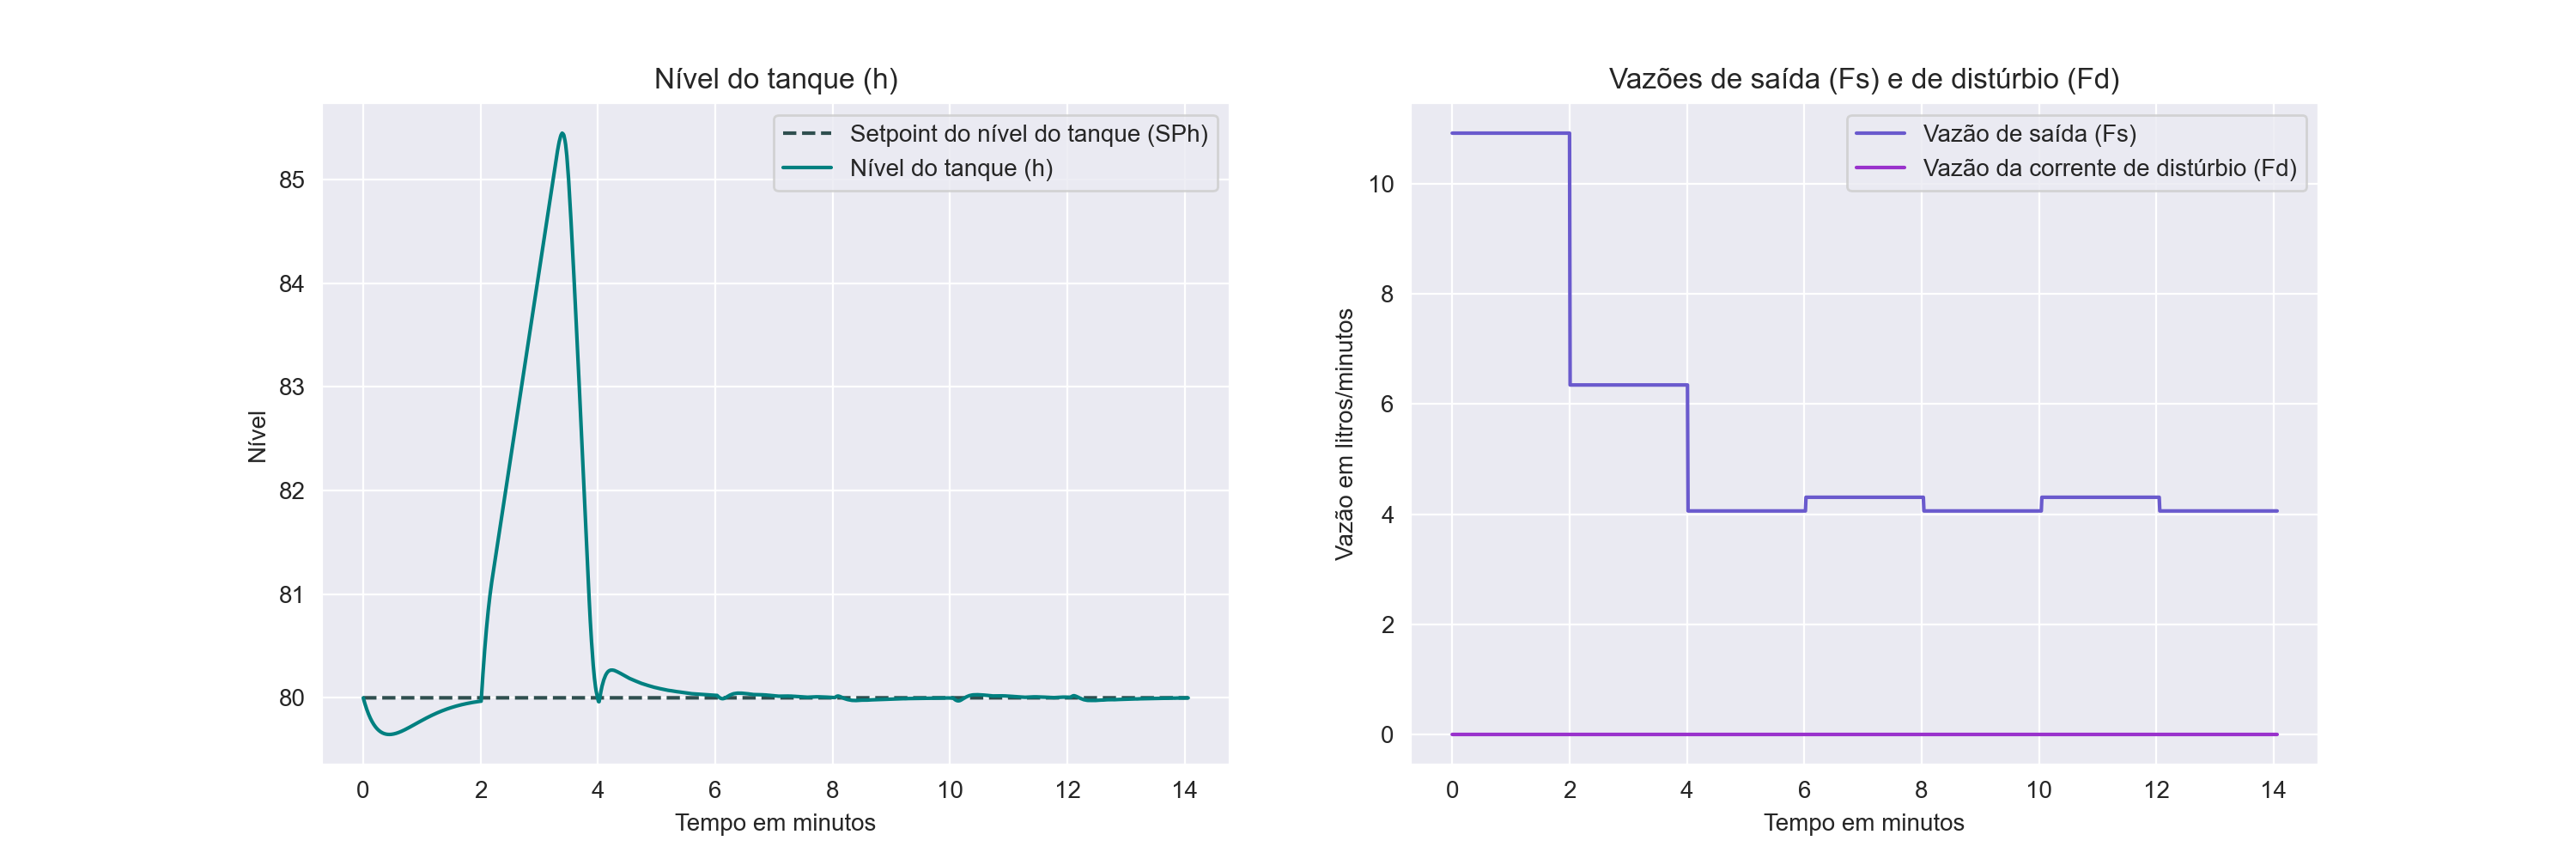 Nível do tanque (h)
Setpoint do nível do tanque (SPh)
Nível do tanque (h)
85
84
83
82
81
80
Nível
0 2 4 6 8 10 12 14
Tempo em minutos
Vazões de saída (Fs) e de distúrbio (Fd)
Vazão de saída (Fs)
Vazão da corrente de distúrbio (Fd)
10
8
6
4
2
0
Vazão em litros/minutos
0 2 4 6 8 10 12 14
Tempo em minutos